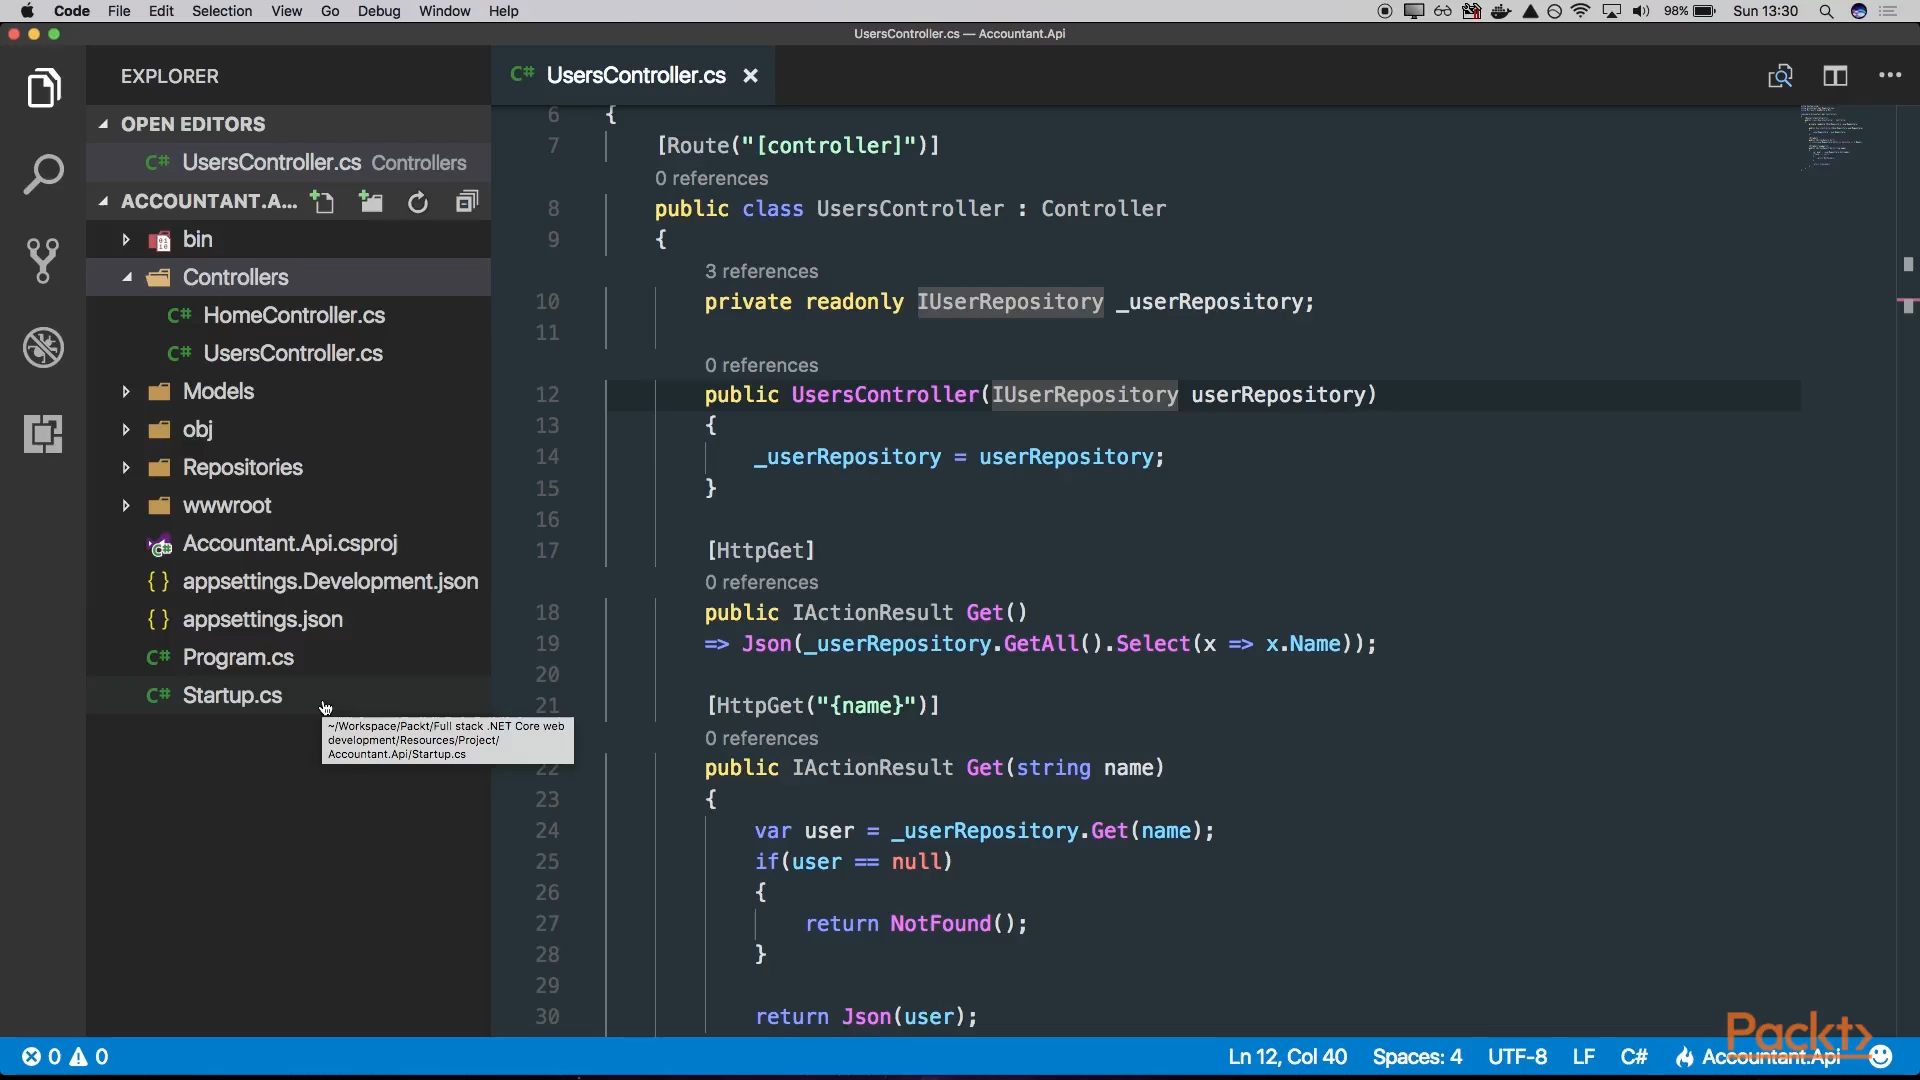 Code File Edit Selection View Go Debug Window Help
98% Sun 13:30
UsersController.cs — Accountant.Api
EXPLORER
OPEN EDITORS
C# UsersController.cs Controllers
ACCOUNTANT.A...
bin
Controllers
C# HomeController.cs
C# UsersController.cs
Models
obj
Repositories
wwwroot
Accountant.Api.csproj
{ } appsettings.Development.json
{ } appsettings.json
C# Program.cs
C# Startup.cs
~/Workspace/Packt/Full stack .NET Core web
development/Resources/Project/
Accountant.Api/Startup.cs
C# UsersController.cs ×
6 {
7 [Route("[controller]")]
0 references
8 public class UsersController : Controller
9 {
3 references
10 private readonly IUserRepository _userRepository;
11
0 references
12 public UsersController(IUserRepository userRepository)
13 {
14 _userRepository = userRepository;
15 }
16
17 [HttpGet]
0 references
18 public IActionResult Get()
19 => Json(_userRepository.GetAll().Select(x => x.Name));
20
21 [HttpGet("{name}")]
0 references
22 public IActionResult Get(string name)
23 {
24 var user = _userRepository.Get(name);
25 if(user == null)
26 {
27 return NotFound();
28 }
29
30 return Json(user);
Packt>
0 0
Ln 12, Col 40 Spaces: 4 UTF-8 LF C# Accountant.Api